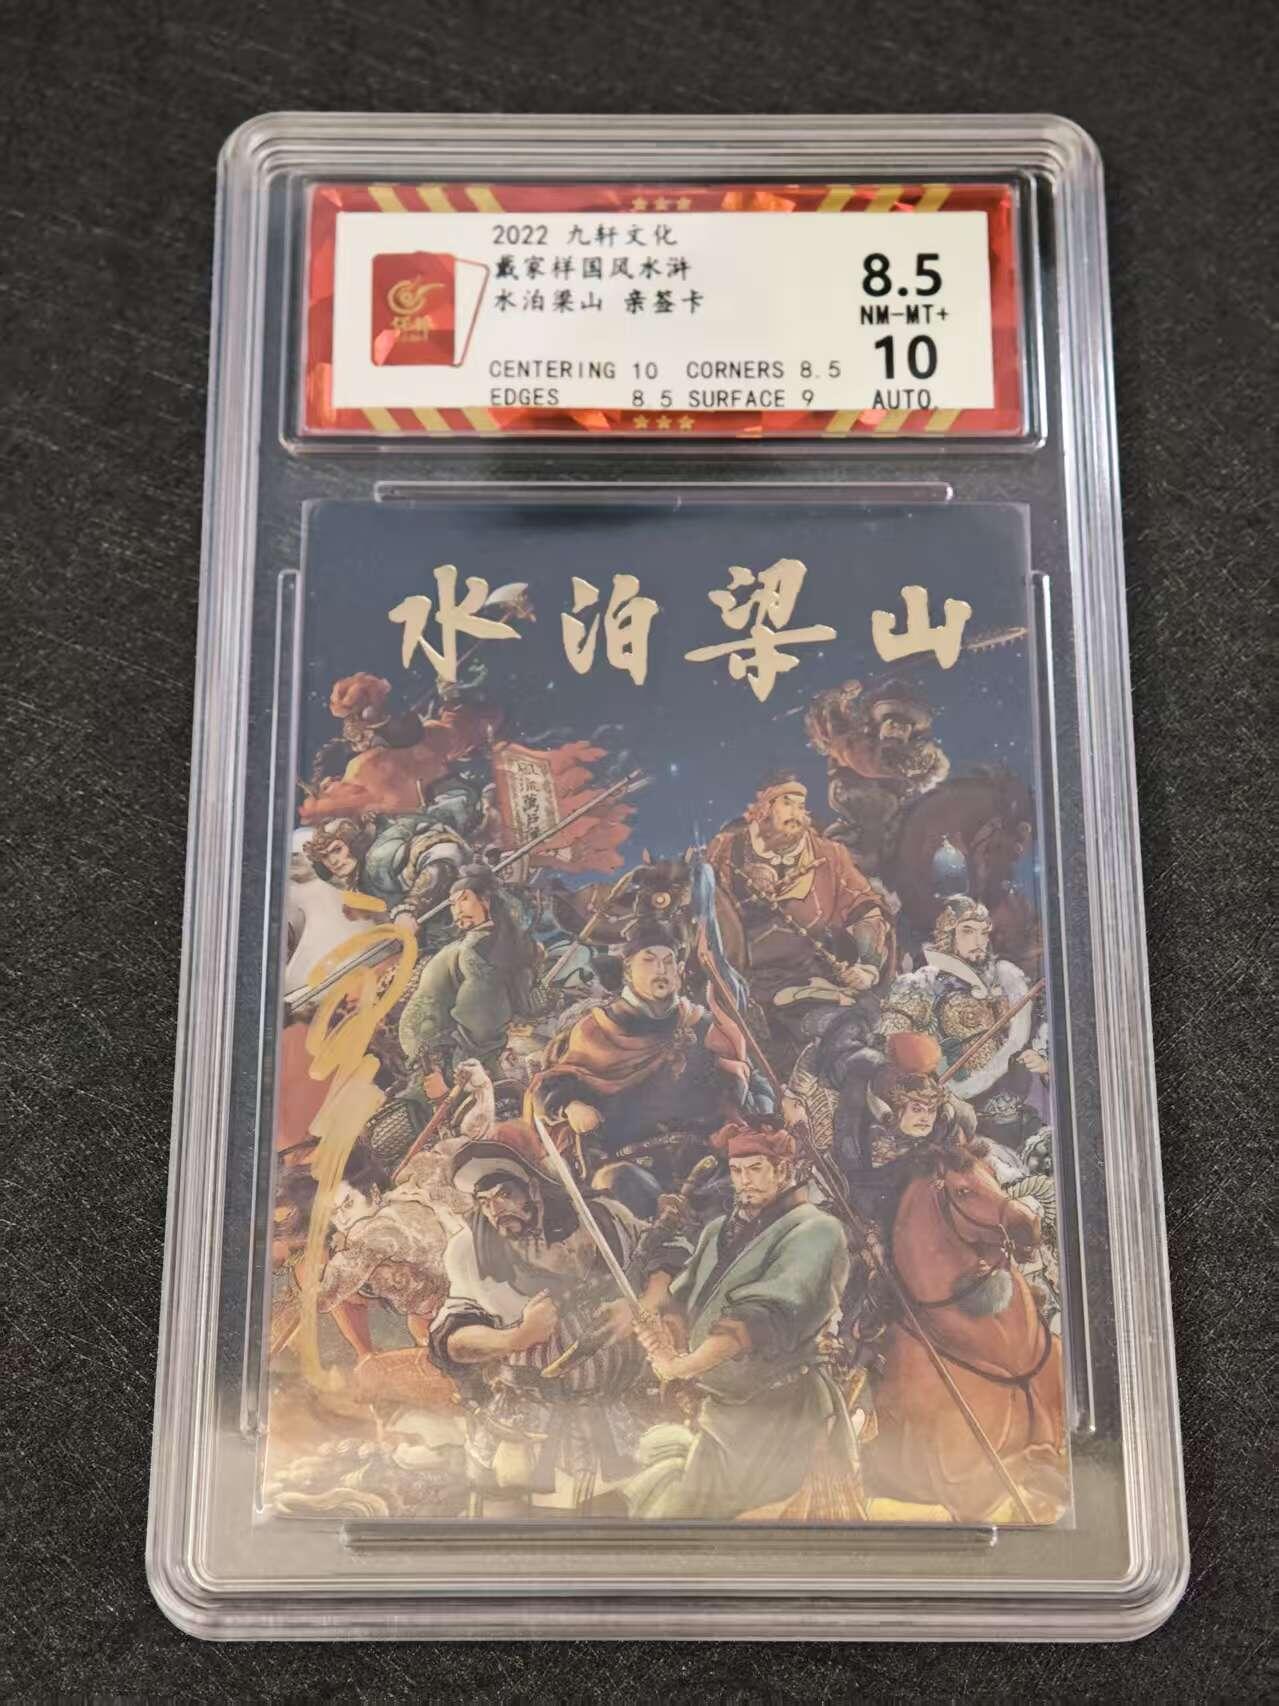 2022 九轩文化
戴家样国风水浒
水泊梁山 亲签卡
8.5
NM-MT+
10
AUTO.
CENTERING 10 CORNERS 8.5
EDGES 8.5 SURFACE 9
水泊梁山